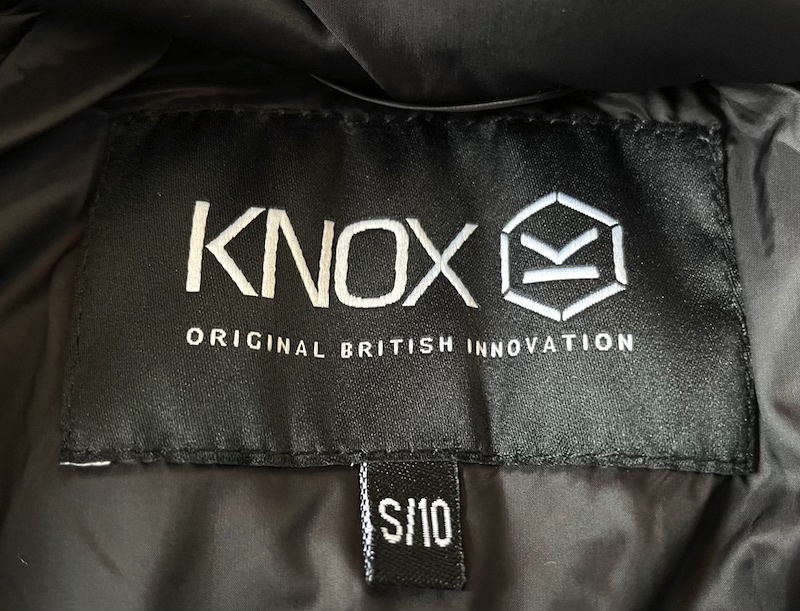 KNOX
ORIGINAL BRITISH INNOVATION
S/10